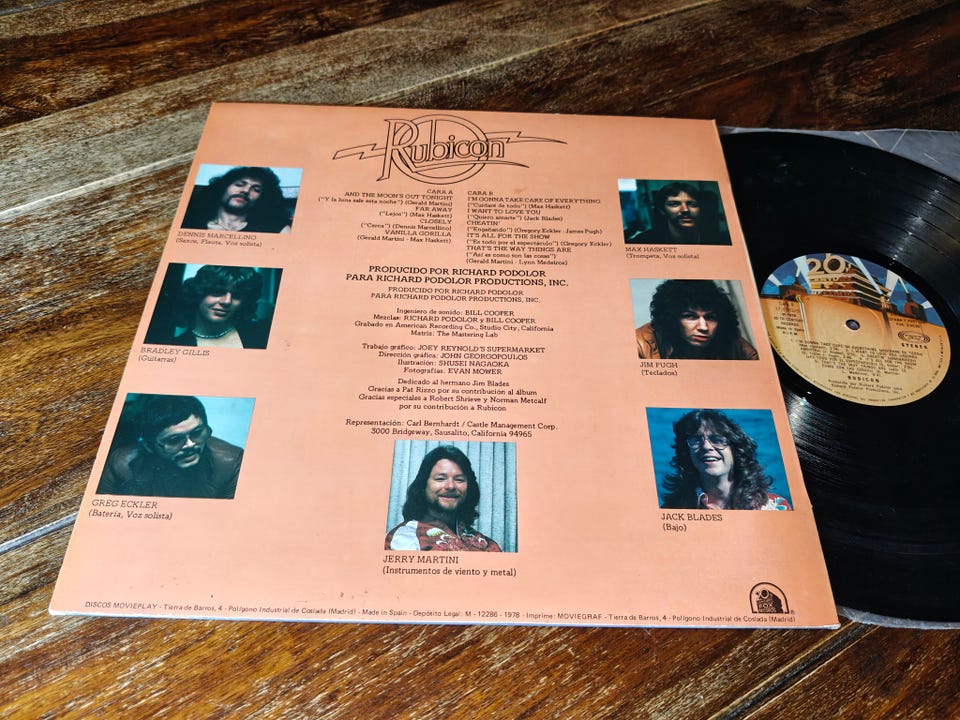 Rubicon
CARA A
AND THE MOON'S OUT TONIGHT
("Y la luna sale esta noche") (Gerald Martini)
FAR AWAY
("Lejos") (Max Haskett)
CLOSELY
("Cerca") (Dennis Marcellino)
VANILLA GORILLA
(Gerald Martini - Max Haskett)
CARA B
I'M GONNA TAKE CARE OF EVERYTHING
("Cuidaré de todo") (Max Haskett)
I WANT TO LOVE YOU
("Quiero amarte") (Jack Blades)
CHEATIN'
("Engañando") (Gregory Eckler - James Pugh)
IT'S ALL FOR THE SHOW
("Es todo por el espectáculo") (Gregory Eckler)
THAT'S THE WAY THINGS ARE
("Así es como son las cosas")
(Gerald Martini - Lynn Medeiros)
PRODUCIDO POR RICHARD PODOLOR
PARA RICHARD PODOLOR PRODUCTIONS, INC.
PRODUCIDO POR RICHARD PODOLOR
PARA RICHARD PODOLOR PRODUCTIONS, INC.
Ingeniero de sonido: BILL COOPER
Mezclas: RICHARD PODOLOR y BILL COOPER
Grabado en American Recording Co., Studio City, California
Matriz: The Mastering Lab
Trabajo gráfico: JOEY REYNOLD'S SUPERMARKET
Dirección gráfica: JOHN GEORGOPOULOS
Ilustración: SHUSEI NAGAOKA
Fotografías: EVAN MOWER
Dedicado al hermano Jim Blades
Gracias a Pat Rizzo por su contribución al álbum
Gracias especiales a Robert Shrieve y Norman Metcalf
por su contribución a Rubicon
Representación: Carl Bernhardt / Castle Management Corp.
3000 Bridgeway, Sausalito, California 94965
DENNIS MARCELLINO
(Saxos, Flauta, Voz solista)
BRADLEY GILLIS
(Guitarras)
GREG ECKLER
(Batería, Voz solista)
JERRY MARTINI
(Instrumentos de viento y metal)
MAX HASKETT
(Trompeta, Voz solista)
JIM PUGH
(Teclados)
JACK BLADES
(Bajo)
DISCOS MOVIEPLAY - Tierra de Barros, 4 - Polígono Industrial de Coslada (Madrid) - Made in Spain - Depósito Legal: M - 12286 - 1978 - Imprime: MOVIEGRAF - Tierra de Barros, 4 - Polígono Industrial de Coslada (Madrid)
20
FOX
20
STEREO
RUBICON